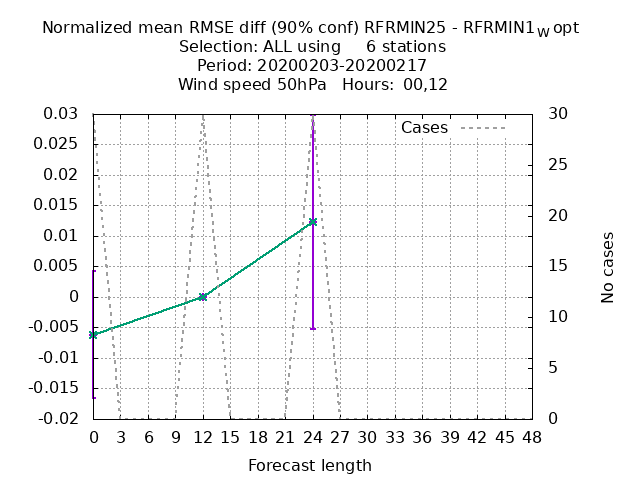 Normalized mean RMSE diff (90% conf) RFRMIN25 - RFRMIN1W opt
Selection: ALL using     6 stations
Period: 20200203-20200217
Wind speed 50hPa   Hours:  00,12
Cases
0.03
0.025
0.02
0.015
0.01
0.005
0
-0.005
-0.01
-0.015
-0.02
30
25
20
15
10
5
0
No cases
0 3 6 9 12 15 18 21 24 27 30 33 36 39 42 45 48
Forecast length